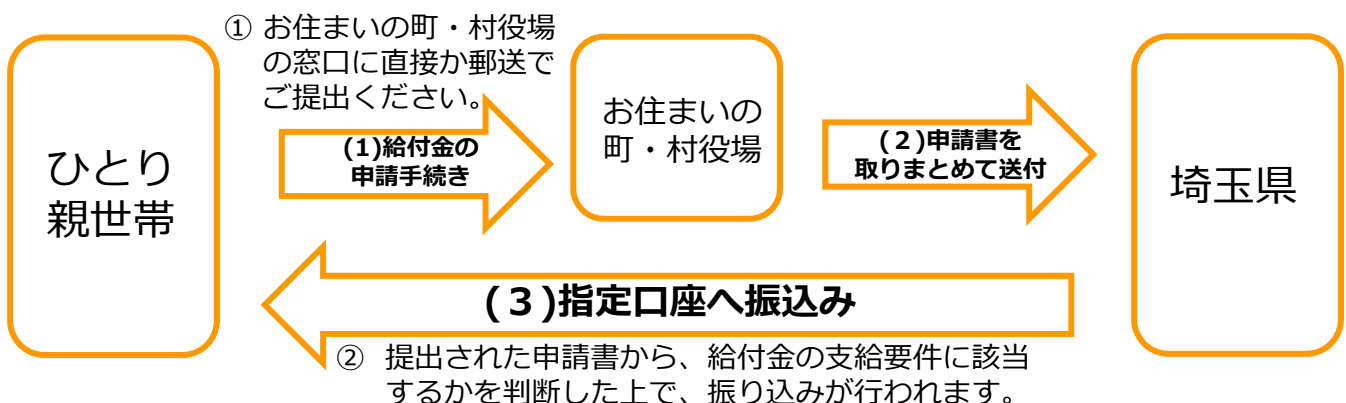 ① お住まいの町・村役場
の窓口に直接か郵送で
ご提出ください。
ひとり
親世帯
(1)給付金の
申請手続き
お住まいの
町・村役場
(２)申請書を
取りまとめて送付
埼玉県
(３)指定口座へ振込み
② 提出された申請書から、給付金の支給要件に該当
するかを判断した上で、振り込みが行われます。